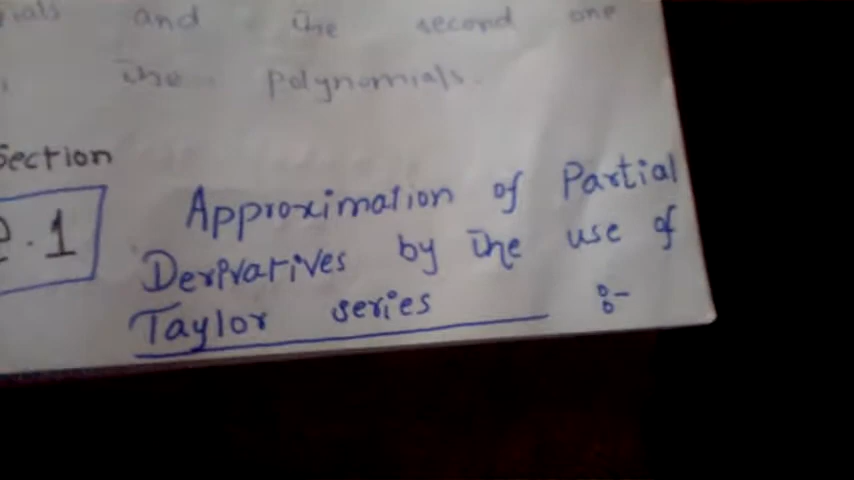 and the second one
the polynomials.
Section
.1 Approximation of Partial
Derivatives by the use of
Taylor series :-